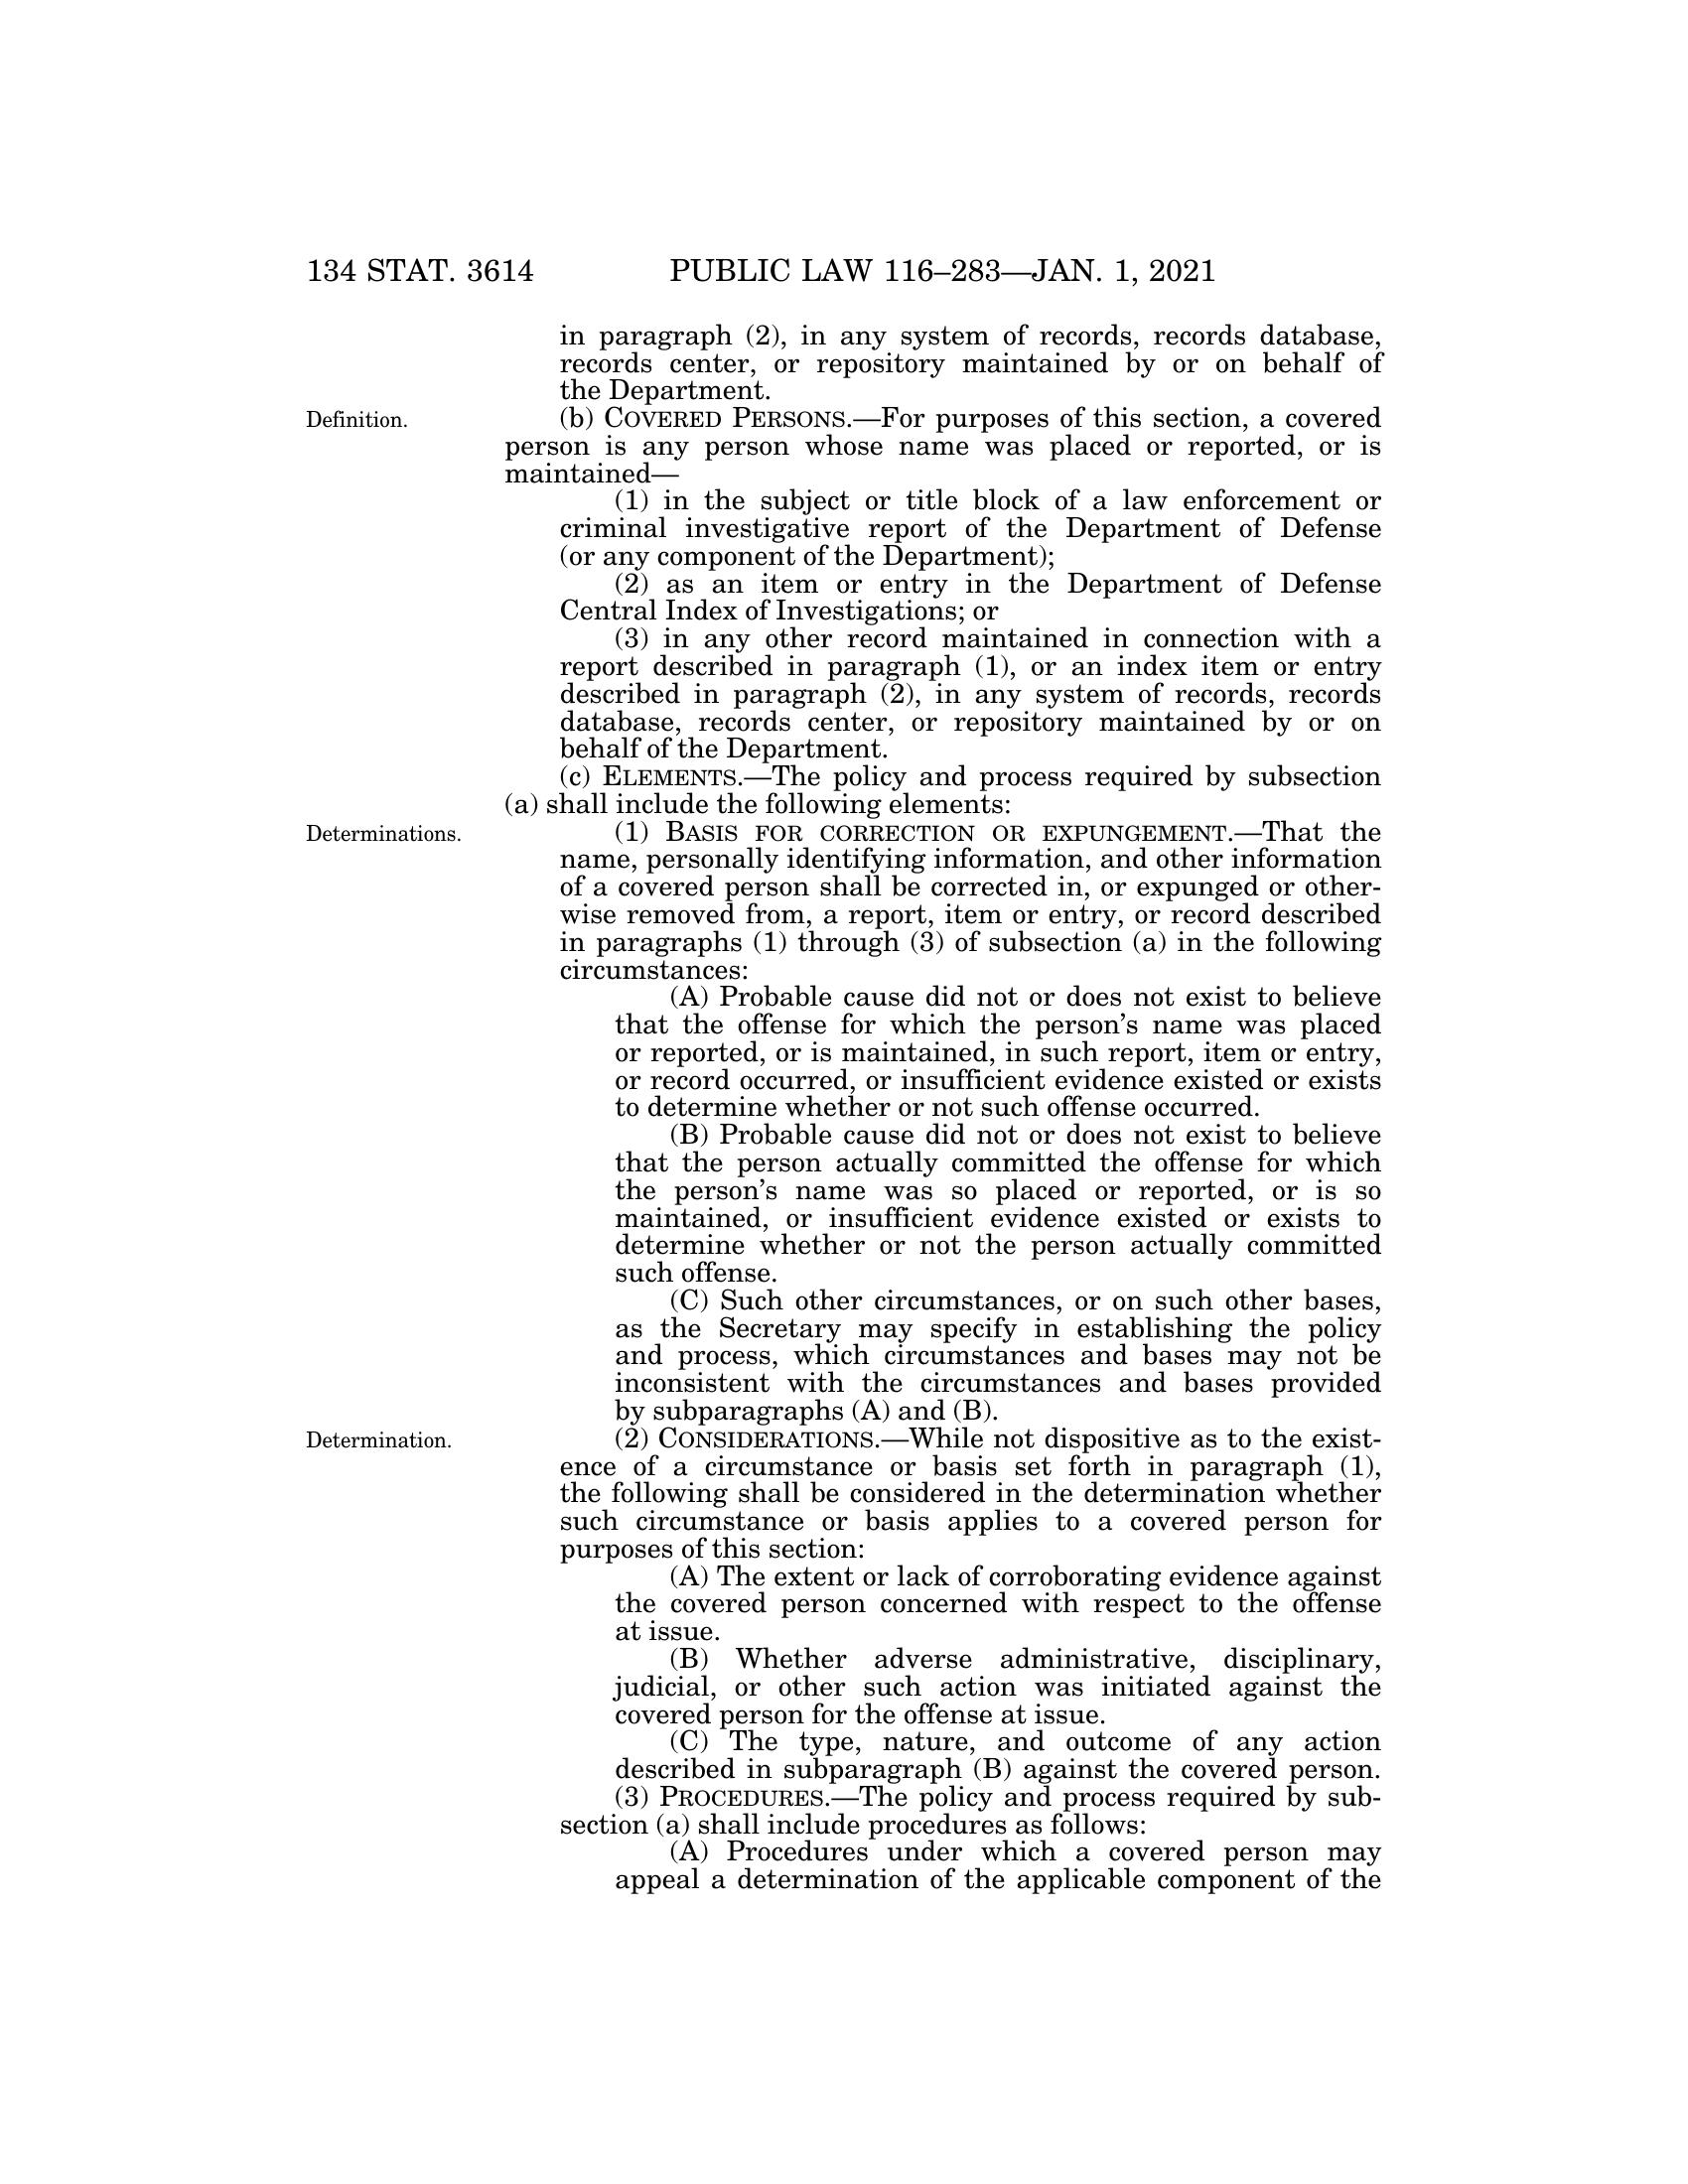 134 STAT. 3614 PUBLIC LAW 116–283—JAN. 1, 2021
in paragraph (2), in any system of records, records database,
records center, or repository maintained by or on behalf of
the Department.
Definition.
(b) COVERED PERSONS.—For purposes of this section, a covered
person is any person whose name was placed or reported, or is
maintained—
(1) in the subject or title block of a law enforcement or
criminal investigative report of the Department of Defense
(or any component of the Department);
(2) as an item or entry in the Department of Defense
Central Index of Investigations; or
(3) in any other record maintained in connection with a
report described in paragraph (1), or an index item or entry
described in paragraph (2), in any system of records, records
database, records center, or repository maintained by or on
behalf of the Department.
(c) ELEMENTS.—The policy and process required by subsection
(a) shall include the following elements:
Determinations.
(1) BASIS FOR CORRECTION OR EXPUNGEMENT.—That the
name, personally identifying information, and other information
of a covered person shall be corrected in, or expunged or other-
wise removed from, a report, item or entry, or record described
in paragraphs (1) through (3) of subsection (a) in the following
circumstances:
(A) Probable cause did not or does not exist to believe
that the offense for which the person's name was placed
or reported, or is maintained, in such report, item or entry,
or record occurred, or insufficient evidence existed or exists
to determine whether or not such offense occurred.
(B) Probable cause did not or does not exist to believe
that the person actually committed the offense for which
the person's name was so placed or reported, or is so
maintained, or insufficient evidence existed or exists to
determine whether or not the person actually committed
such offense.
(C) Such other circumstances, or on such other bases,
as the Secretary may specify in establishing the policy
and process, which circumstances and bases may not be
inconsistent with the circumstances and bases provided
by subparagraphs (A) and (B).
Determination.
(2) CONSIDERATIONS.—While not dispositive as to the exist-
ence of a circumstance or basis set forth in paragraph (1),
the following shall be considered in the determination whether
such circumstance or basis applies to a covered person for
purposes of this section:
(A) The extent or lack of corroborating evidence against
the covered person concerned with respect to the offense
at issue.
(B) Whether adverse administrative, disciplinary,
judicial, or other such action was initiated against the
covered person for the offense at issue.
(C) The type, nature, and outcome of any action
described in subparagraph (B) against the covered person.
(3) PROCEDURES.—The policy and process required by sub-
section (a) shall include procedures as follows:
(A) Procedures under which a covered person may
appeal a determination of the applicable component of the